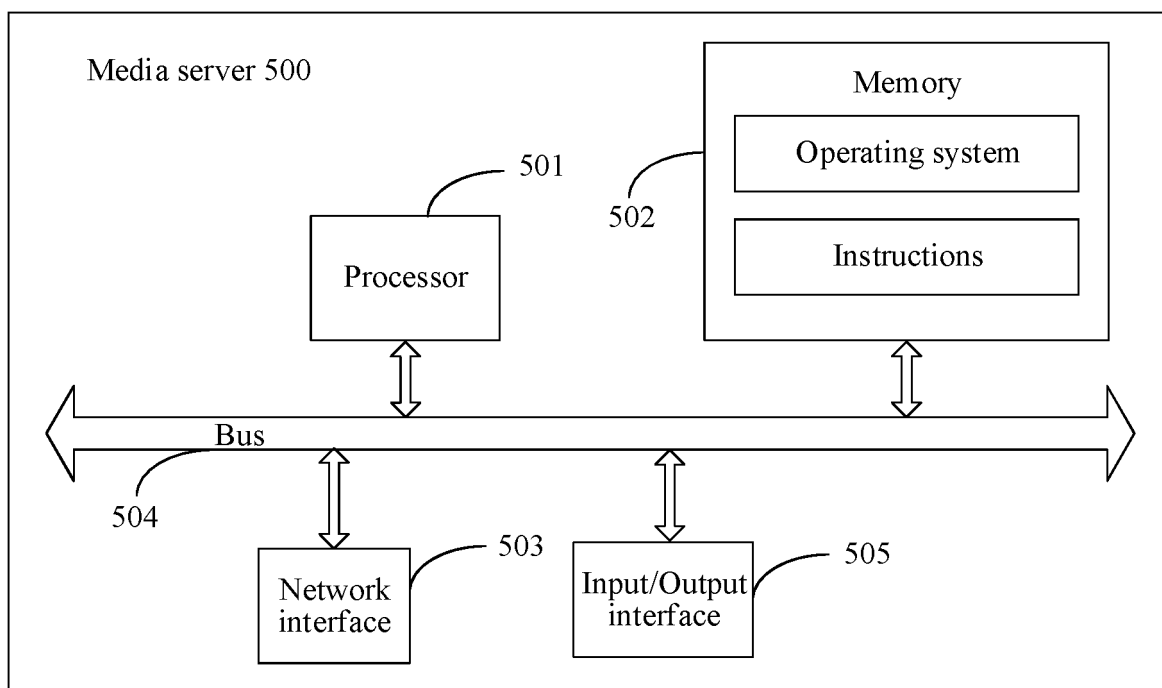 Media server 500
Memory
Operating system
501
502
Instructions
Processor
Bus
504
503
505
Network
interface
Input/Output
interface